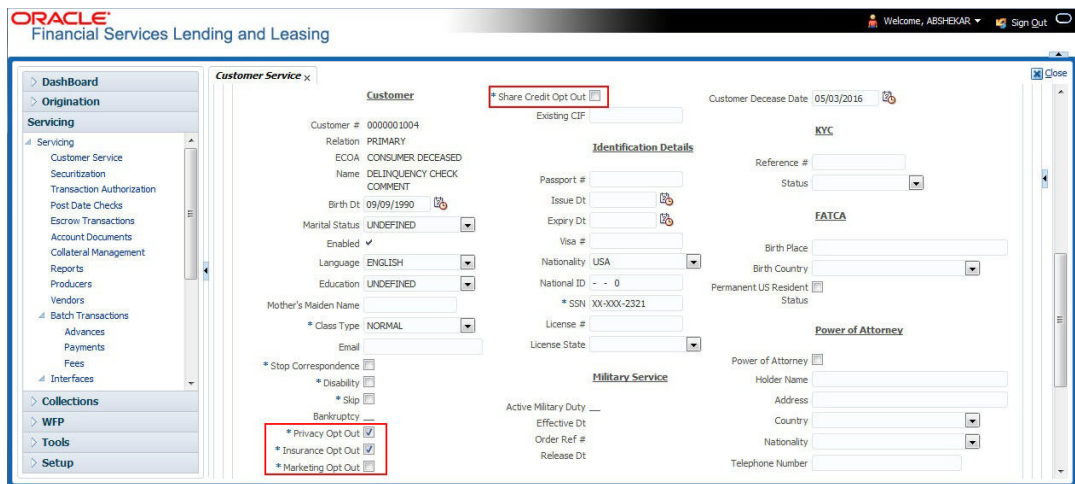 ORACLE
Financial Services Lending and Leasing
Welcome, ABSHEKAR
Sign Out
DashBoard
Origination
Servicing
Servicing
Customer Service
Securitization
Transaction Authorization
Post Date Checks
Escrow Transactions
Account Documents
Collateral Management
Reports
Producers
Vendors
Batch Transactions
Advances
Payments
Fees
Interfaces
Collections
WFP
Tools
Setup
Customer Service x
Close
Customer
Customer # 0000001004
Relation PRIMARY
ECOA CONSUMER DECEASED
Name DELINQUENCY CHECK
COMMENT
Birth Dt 09/09/1990
Marital Status UNDEFINED
Enabled ✔
Language ENGLISH
Education UNDEFINED
Mother's Maiden Name
* Class Type NORMAL
Email
* Stop Correspondence
* Disability
* Skip
Bankruptcy __
* Privacy Opt Out
* Insurance Opt Out
* Marketing Opt Out
* Share Credit Opt Out
Existing CIF
Identification Details
Passport #
Issue Dt
Expiry Dt
Visa #
Nationality USA
National ID - - 0
* SSN XX-XXX-2321
License #
License State
Military Service
Active Military Duty __
Effective Dt
Order Ref #
Release Dt
Customer Decease Date 05/03/2016
KYC
Reference #
Status
FATCA
Birth Place
Birth Country
Permanent US Resident
Status
Power of Attorney
Power of Attorney
Holder Name
Address
Country
Nationality
Telephone Number